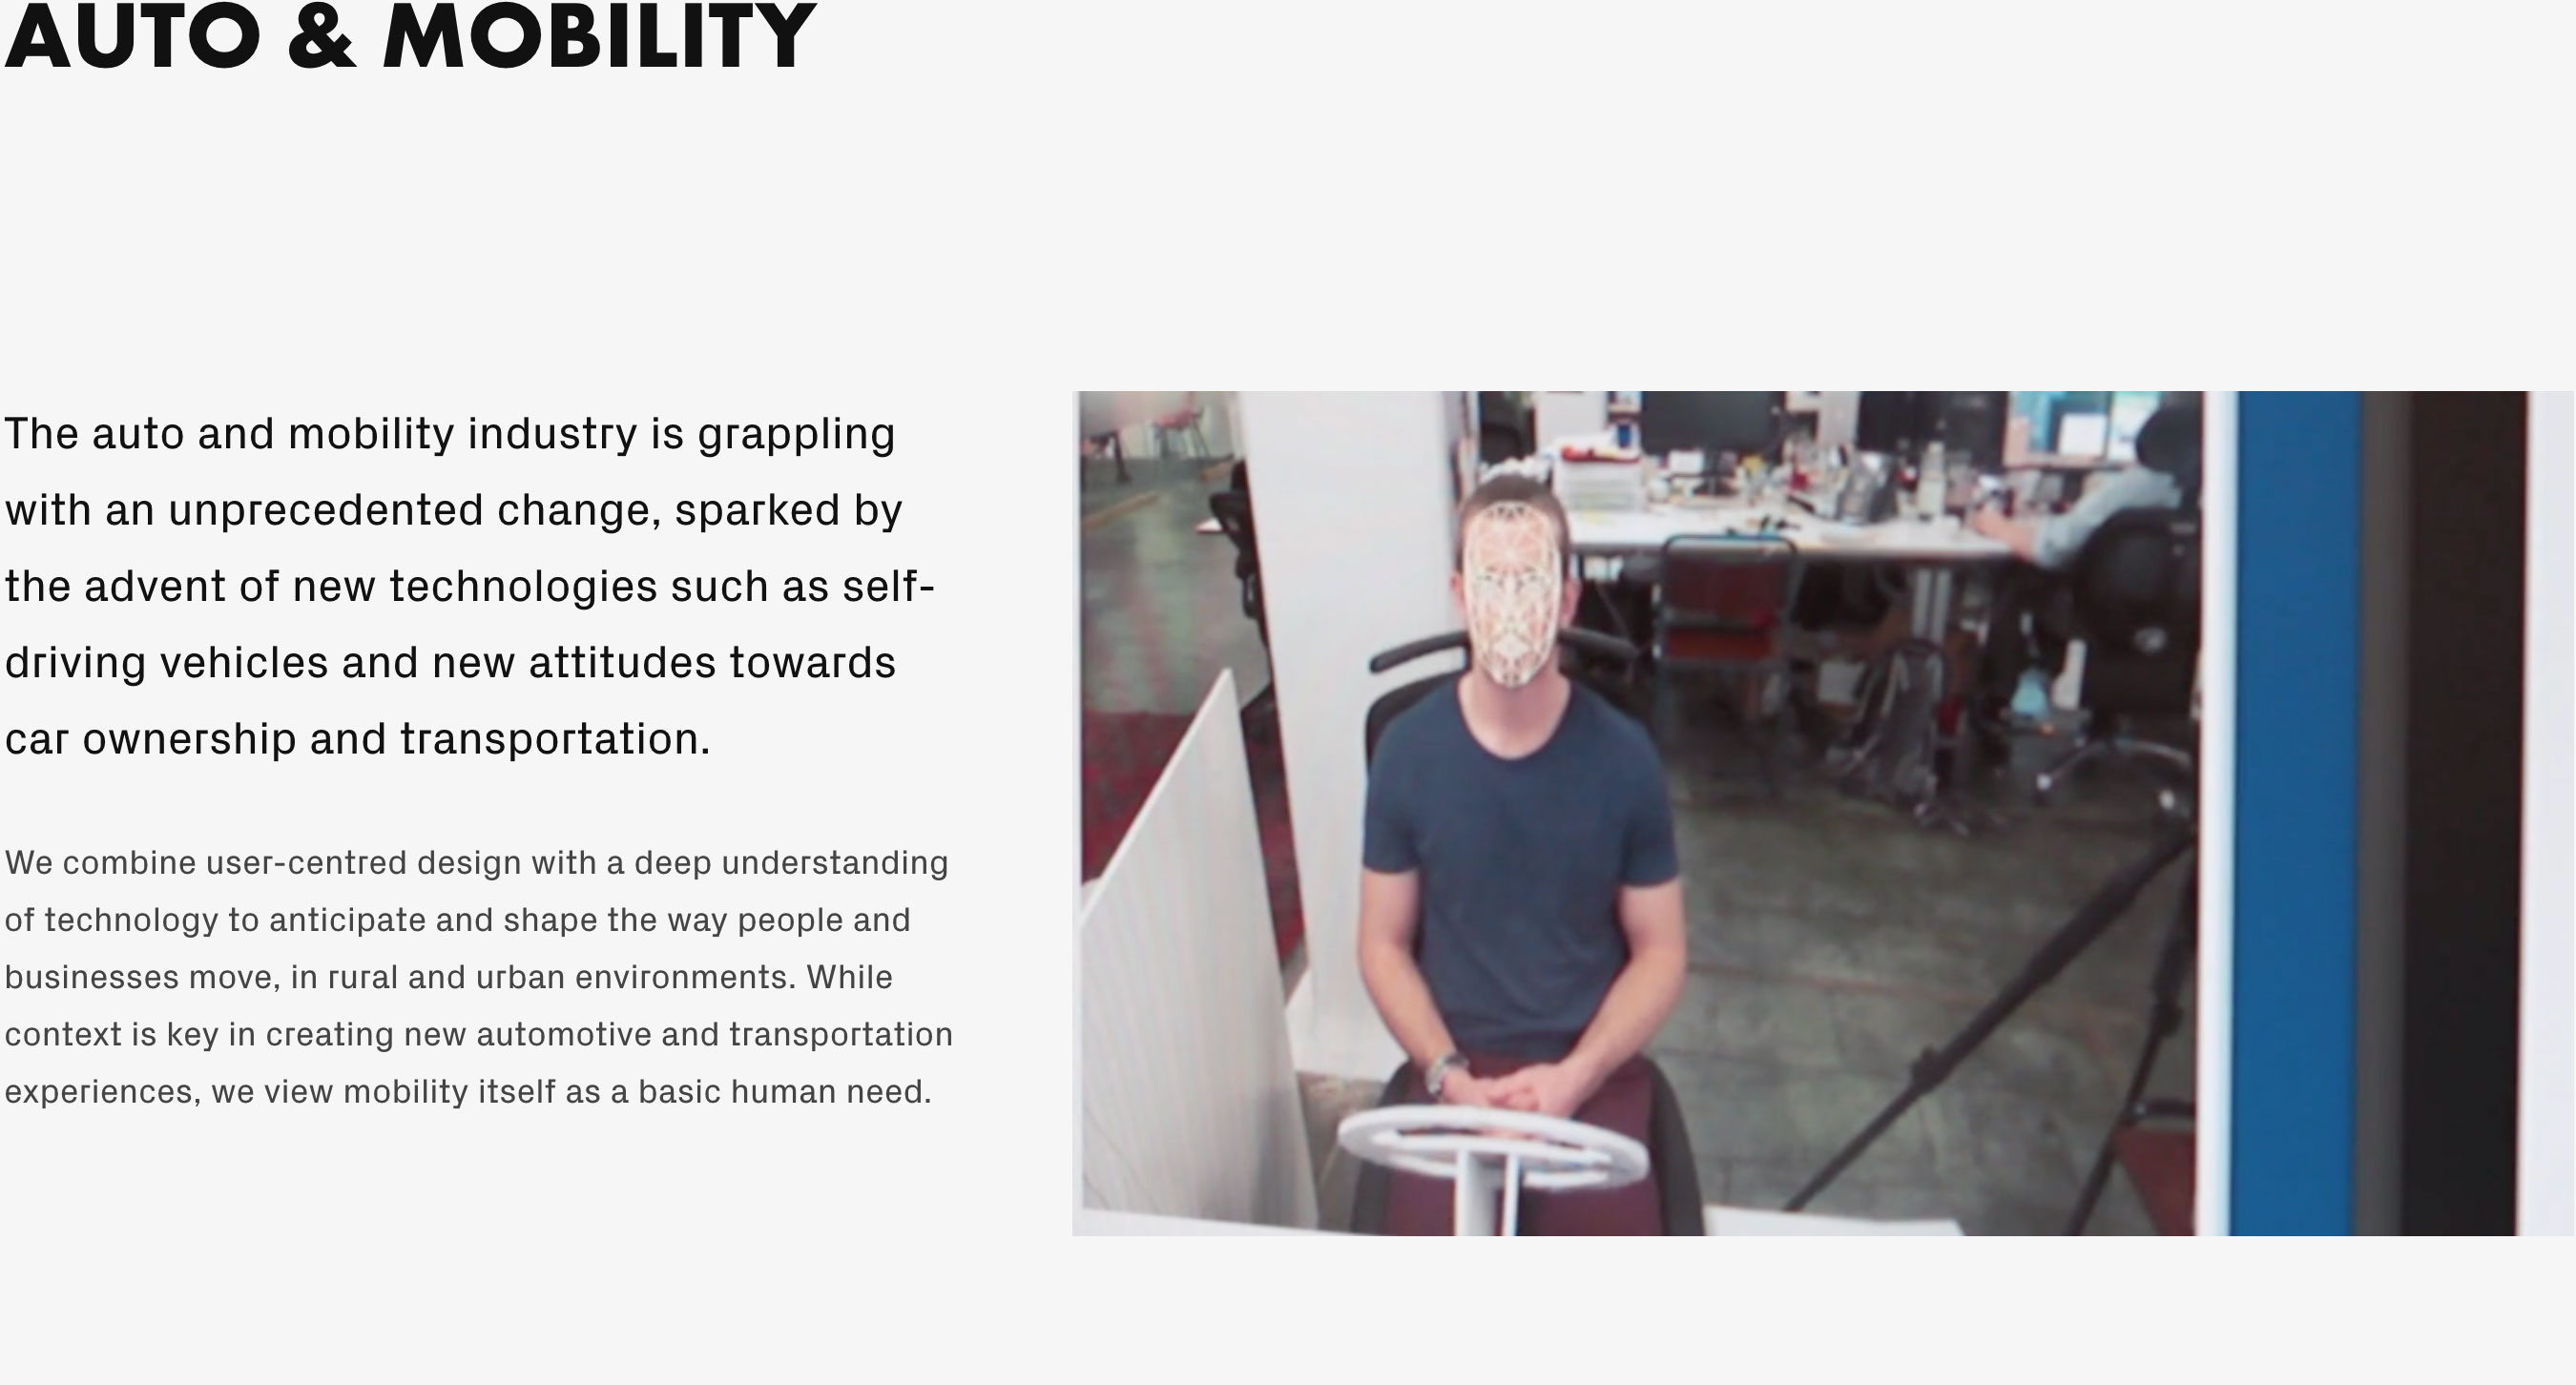 AUTO & MOBILITY
The auto and mobility industry is grappling
with an unprecedented change, sparked by
the advent of new technologies such as self-
driving vehicles and new attitudes towards
car ownership and transportation.
We combine user-centred design with a deep understanding
of technology to anticipate and shape the way people and
businesses move, in rural and urban environments. While
context is key in creating new automotive and transportation
experiences, we view mobility itself as a basic human need.